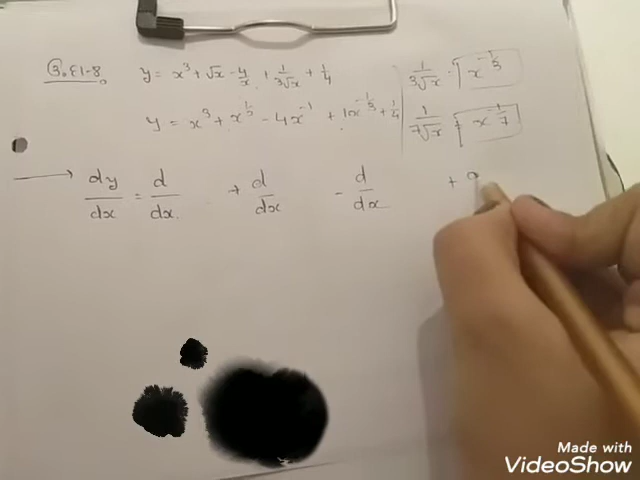 Q.E1-8 y = x³ + √x - 4/x + 1/3√x + 1/4
y = x³ + x^1/2 - 4x^-1 + 1x^-1/3 + 1/4
1/3√x = x^-1/3
1/7√x = x^-1/7
→ dy/dx = d/dx + d/dx - d/dx +
Made with
VideoShow